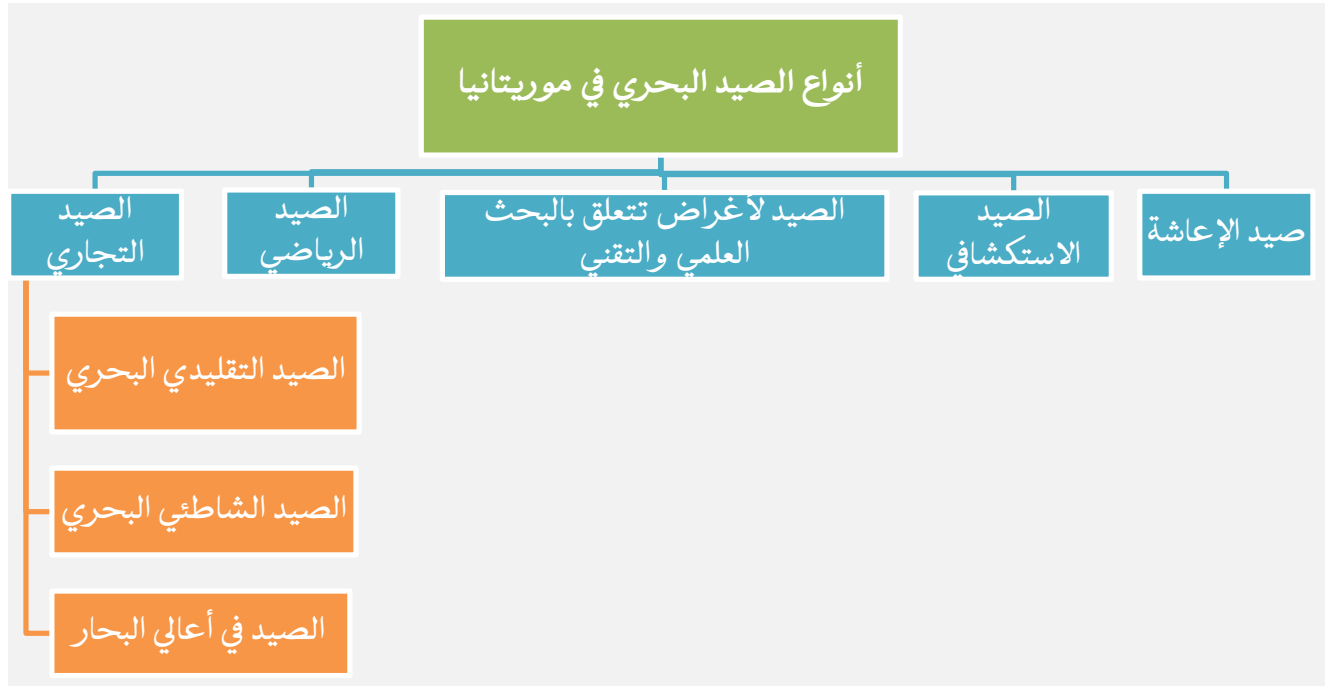 أنواع الصيد البحري في موريتانيا
صيد الإعاشة
الصيد
الاستكشافي
الصيد لأغراض تتعلق بالبحث
العلمي والتقني
الصيد
الرياضي
الصيد
التجاري
الصيد التقليدي البحري
الصيد الشاطئي البحري
الصيد في أعالي البحار